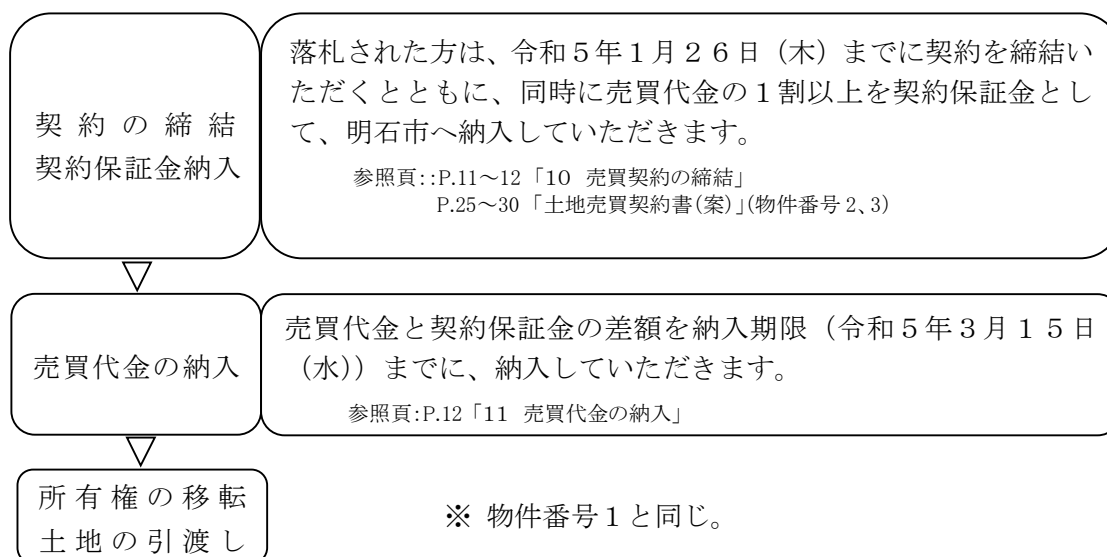 契約の締結
契約保証金納入
落札された方は、令和５年１月２６日（木）までに契約を締結い
ただくとともに、同時に売買代金の１割以上を契約保証金とし
て、明石市へ納入していただきます。
参照頁::P.11～12「10 売買契約の締結」
P.25～30「土地売買契約書(案)」(物件番号2、3)
▽
売買代金の納入
売買代金と契約保証金の差額を納入期限（令和５年３月１５日
（水））までに、納入していただきます。
参照頁:P.12「11 売買代金の納入」
▽
所有権の移転
土地の引渡し
※ 物件番号１と同じ。